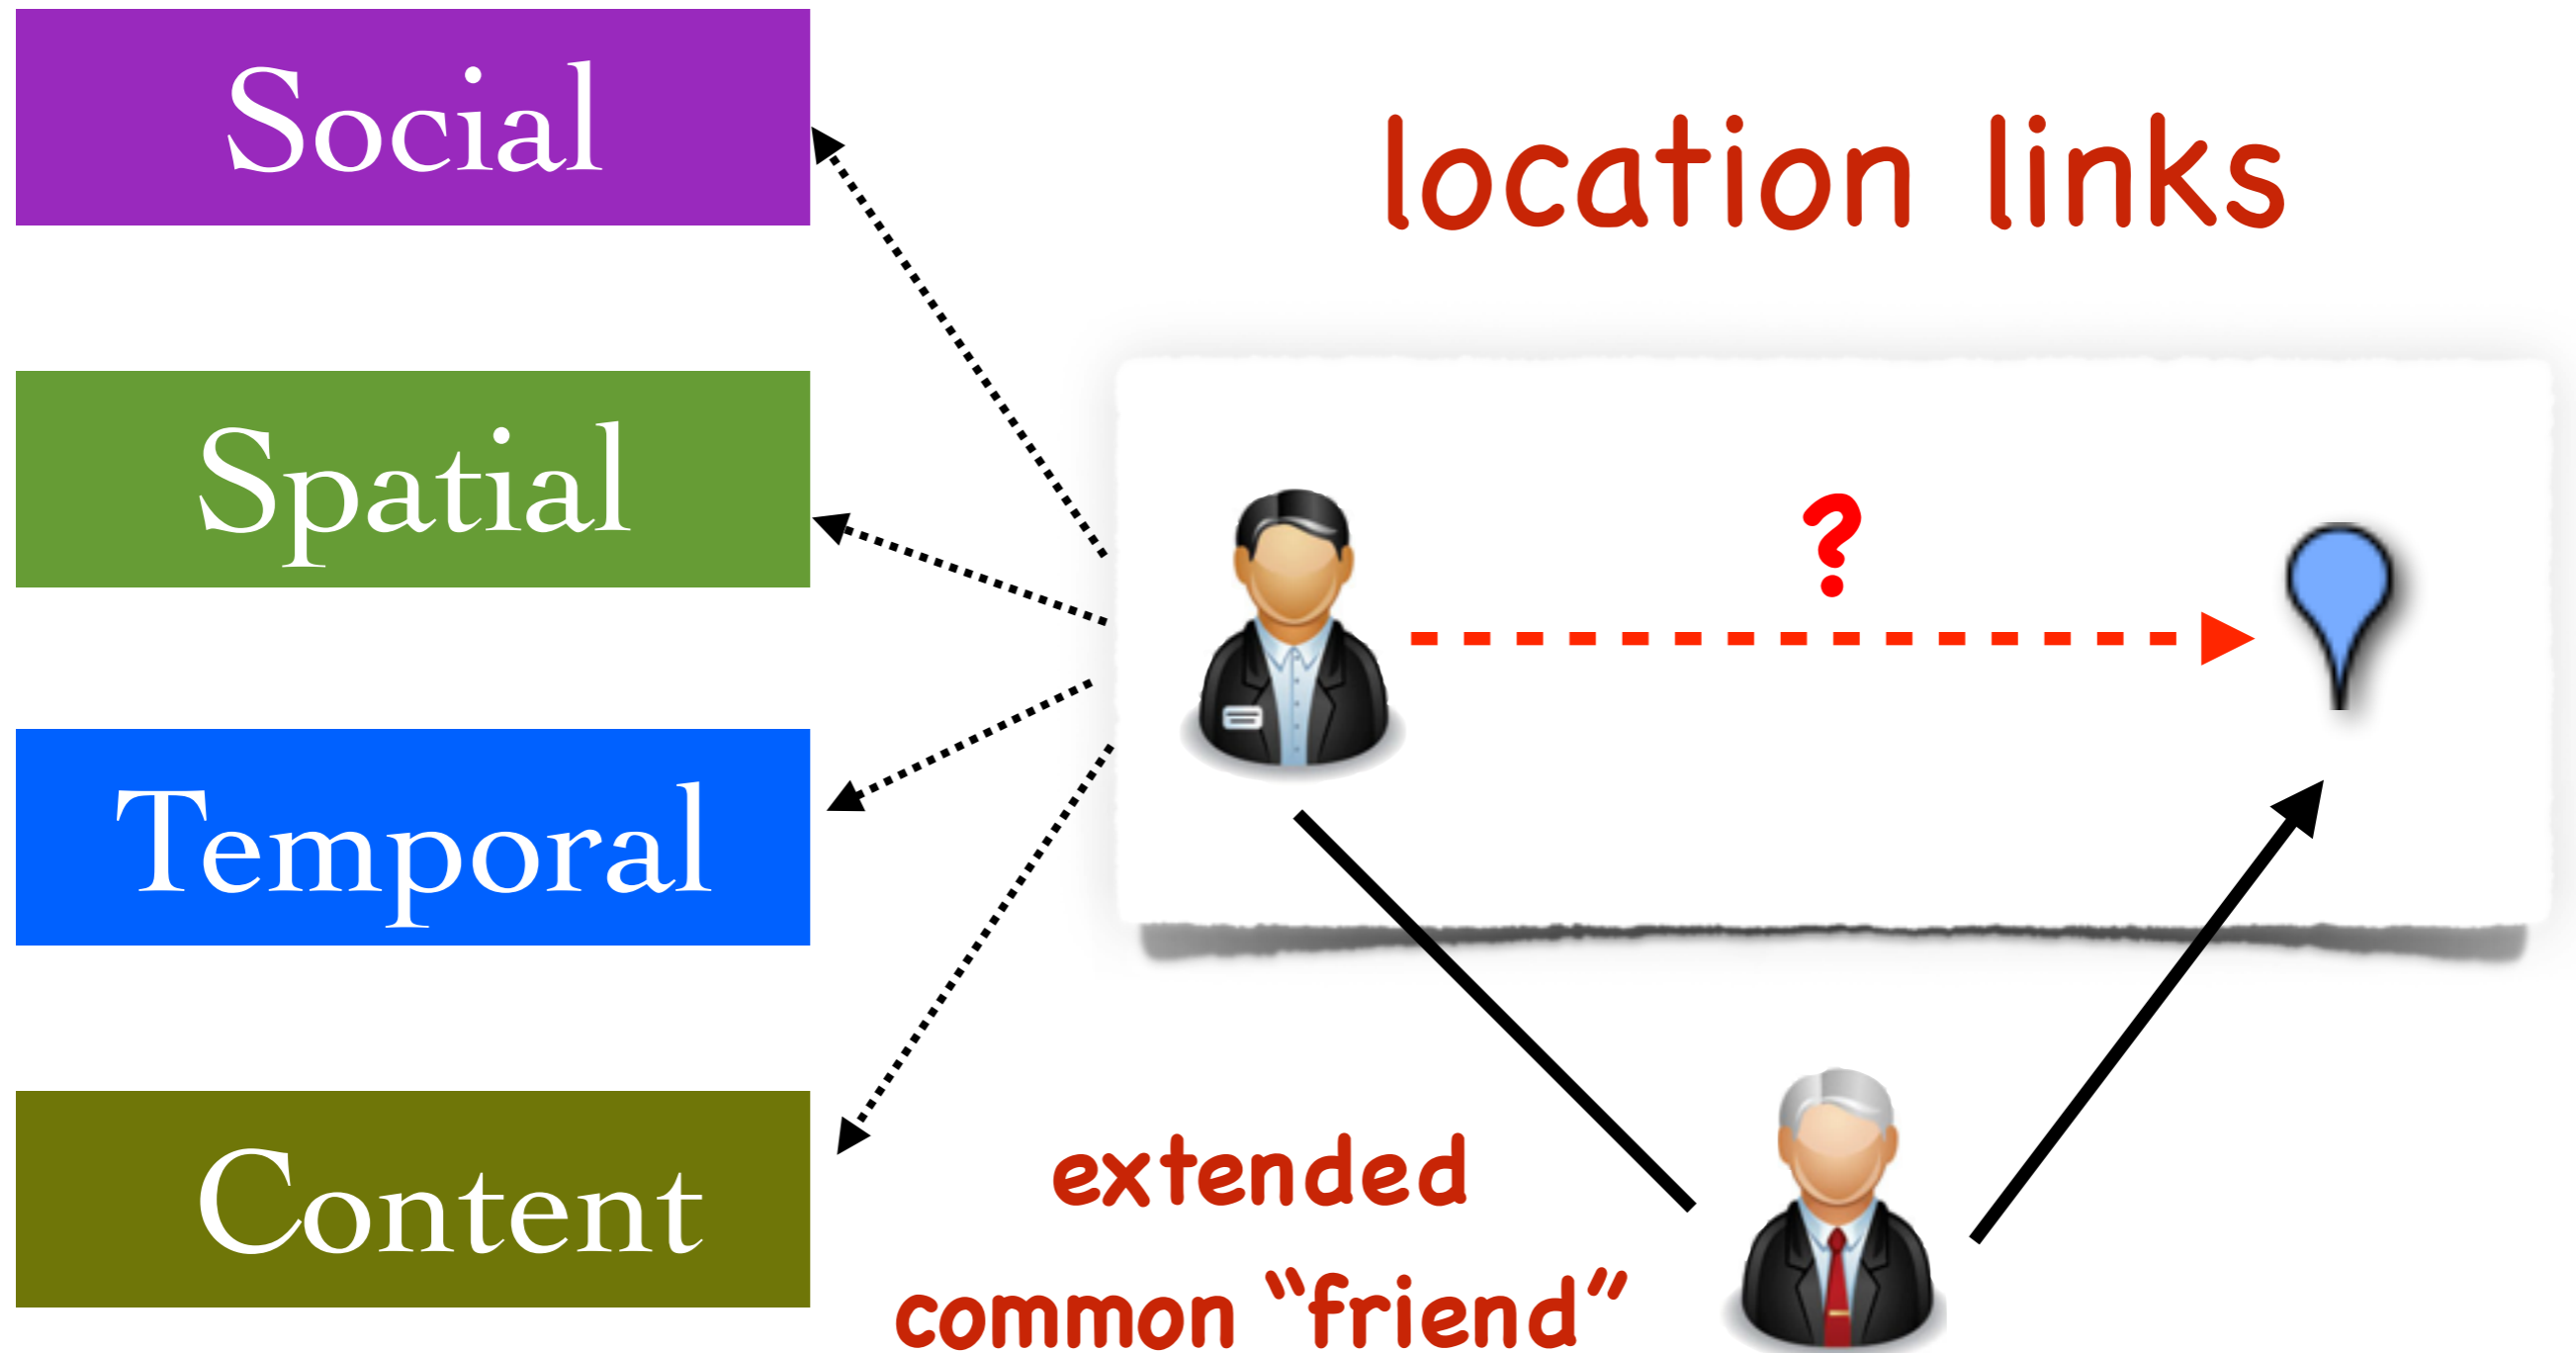 Social
location links
Spatial
?
Temporal
Content
extended
common “friend”